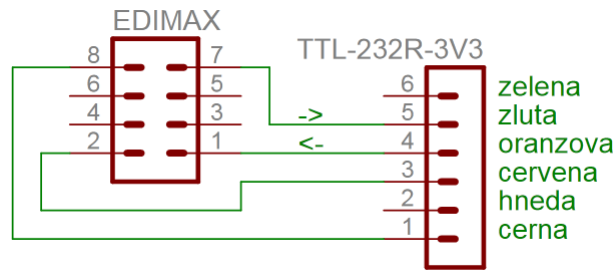 EDIMAX
TTL-232R-3V3
8 7
6 5
4 3
2 1
->
<-
6 zelena
5 zluta
4 oranzova
3 cervena
2 hneda
1 cerna